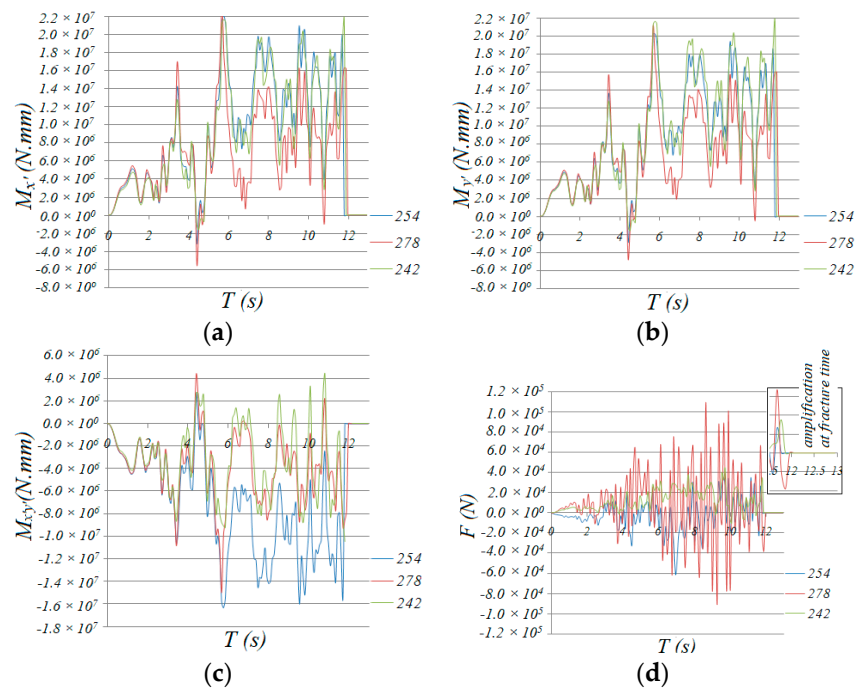 2.2 × 10⁷
2.0 × 10⁷
1.8 × 10⁷
1.6 × 10⁷
1.4 × 10⁷
1.2 × 10⁷
1.0 × 10⁷
8.0 × 10⁶
6.0 × 10⁶
4.0 × 10⁶
2.0 × 10⁶
0.0 × 10⁰
-2.0 × 10⁶
-4.0 × 10⁶
-6.0 × 10⁶
-8.0 × 10⁶
Mx' (N.mm)
0 2 4 6 8 10 12
T (s)
254
278
242
(a)
2.2 × 10⁷
2.0 × 10⁷
1.8 × 10⁷
1.6 × 10⁷
1.4 × 10⁷
1.2 × 10⁷
1.0 × 10⁷
8.0 × 10⁶
6.0 × 10⁶
4.0 × 10⁶
2.0 × 10⁶
0.0 × 10⁰
-2.0 × 10⁶
-4.0 × 10⁶
-6.0 × 10⁶
-8.0 × 10⁶
My' (N.mm)
0 2 4 6 8 10 12
T (s)
254
278
242
(b)
6.0 × 10⁶
4.0 × 10⁶
2.0 × 10⁶
0.0 × 10⁰
-2.0 × 10⁶
-4.0 × 10⁶
-6.0 × 10⁶
-8.0 × 10⁶
-1.0 × 10⁷
-1.2 × 10⁷
-1.4 × 10⁷
-1.6 × 10⁷
-1.8 × 10⁷
Mxy'(N.mm)
0 2 4 6 8 10 12
T (s)
254
278
242
(c)
1.2 × 10⁵
1.0 × 10⁵
8.0 × 10⁴
6.0 × 10⁴
4.0 × 10⁴
2.0 × 10⁴
0.0 × 10⁰
-2.0 × 10⁴
-4.0 × 10⁴
-6.0 × 10⁴
-8.0 × 10⁴
-1.0 × 10⁵
-1.2 × 10⁵
F (N)
0 2 4 6 8 10 12
T (s)
.5 12 12.5 13
amplification
at fracture time
254
278
242
(d)